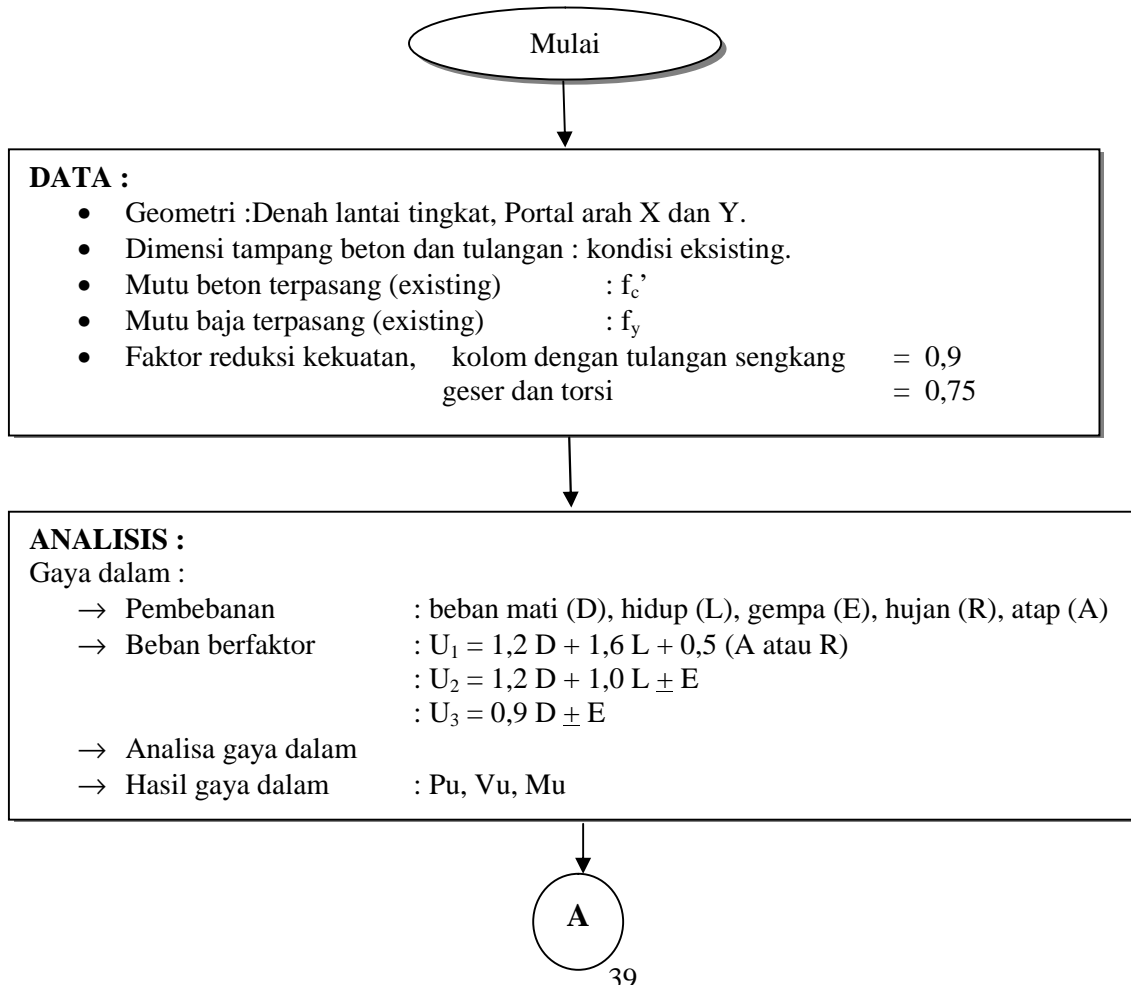 Mulai
DATA :
• Geometri :Denah lantai tingkat, Portal arah X dan Y.
• Dimensi tampang beton dan tulangan : kondisi eksisting.
• Mutu beton terpasang (existing) : fc’
• Mutu baja terpasang (existing) : fy
• Faktor reduksi kekuatan, kolom dengan tulangan sengkang = 0,9
geser dan torsi = 0,75
ANALISIS :
Gaya dalam :
→ Pembebanan : beban mati (D), hidup (L), gempa (E), hujan (R), atap (A)
→ Beban berfaktor : U1 = 1,2 D + 1,6 L + 0,5 (A atau R)
: U2 = 1,2 D + 1,0 L ± E
: U3 = 0,9 D ± E
→ Analisa gaya dalam
→ Hasil gaya dalam : Pu, Vu, Mu
A
39